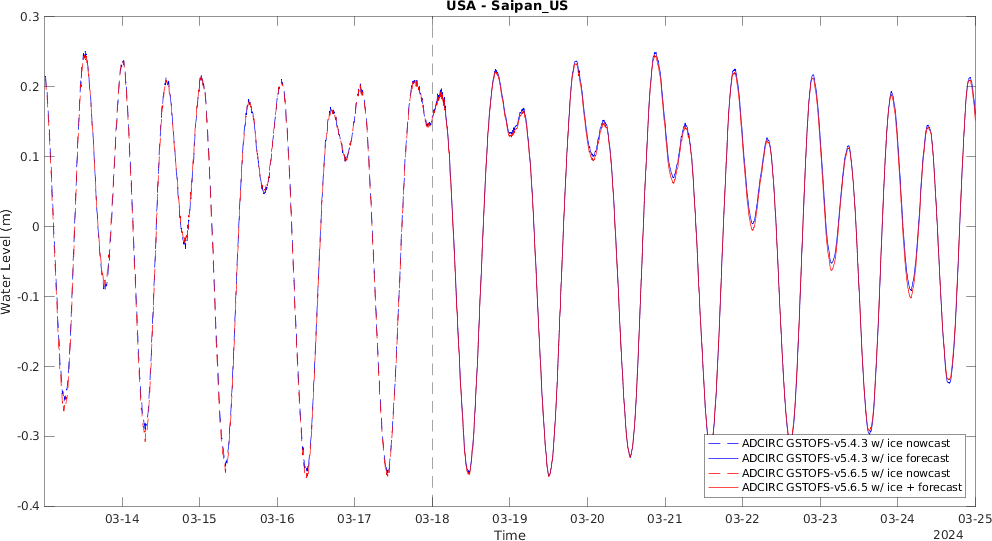 USA - Saipan_US
0.3
0.2
0.1
0
-0.1
-0.2
-0.3
-0.4
Water Level (m)
ADCIRC GSTOFS-v5.4.3 w/ ice nowcast
ADCIRC GSTOFS-v5.4.3 w/ ice forecast
ADCIRC GSTOFS-v5.6.5 w/ ice nowcast
ADCIRC GSTOFS-v5.6.5 w/ ice + forecast
03-14 03-15 03-16 03-17 03-18 03-19 03-20 03-21 03-22 03-23 03-24 03-25
Time
2024